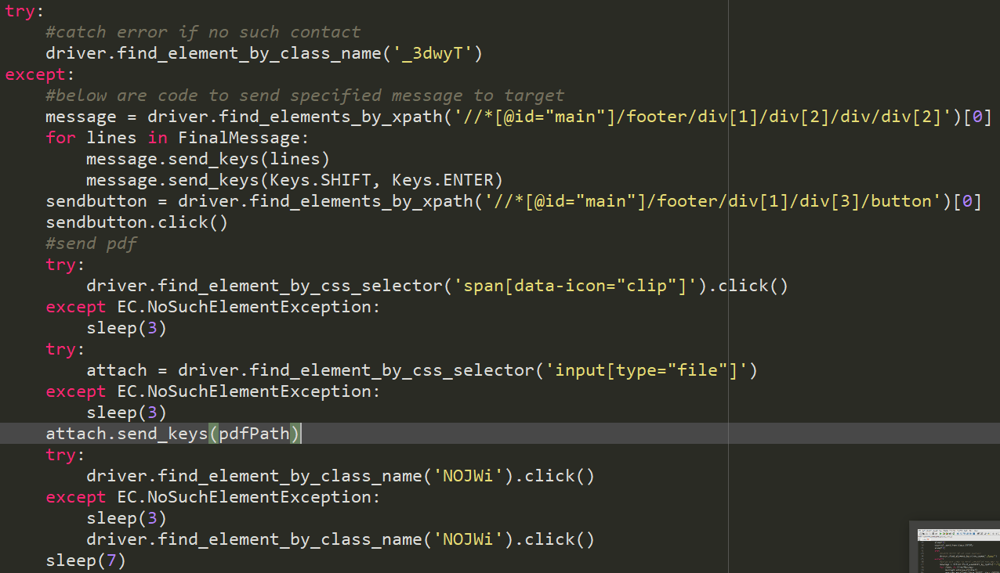 try:
    #catch error if no such contact
    driver.find_element_by_class_name('_3dwyT')
except:
    #below are code to send specified message to target
    message = driver.find_elements_by_xpath('//*[@id="main"]/footer/div[1]/div[2]/div/div[2]')[0]
    for lines in FinalMessage:
        message.send_keys(lines)
        message.send_keys(Keys.SHIFT, Keys.ENTER)
    sendbutton = driver.find_elements_by_xpath('//*[@id="main"]/footer/div[1]/div[3]/button')[0]
    sendbutton.click()
    #send pdf
    try:
        driver.find_element_by_css_selector('span[data-icon="clip"]').click()
    except EC.NoSuchElementException:
        sleep(3)
    try:
        attach = driver.find_element_by_css_selector('input[type="file"]')
    except EC.NoSuchElementException:
        sleep(3)
    attach.send_keys(pdfPath)
    try:
        driver.find_element_by_class_name('NOJWi').click()
    except EC.NoSuchElementException:
        sleep(3)
        driver.find_element_by_class_name('NOJWi').click()
    sleep(7)